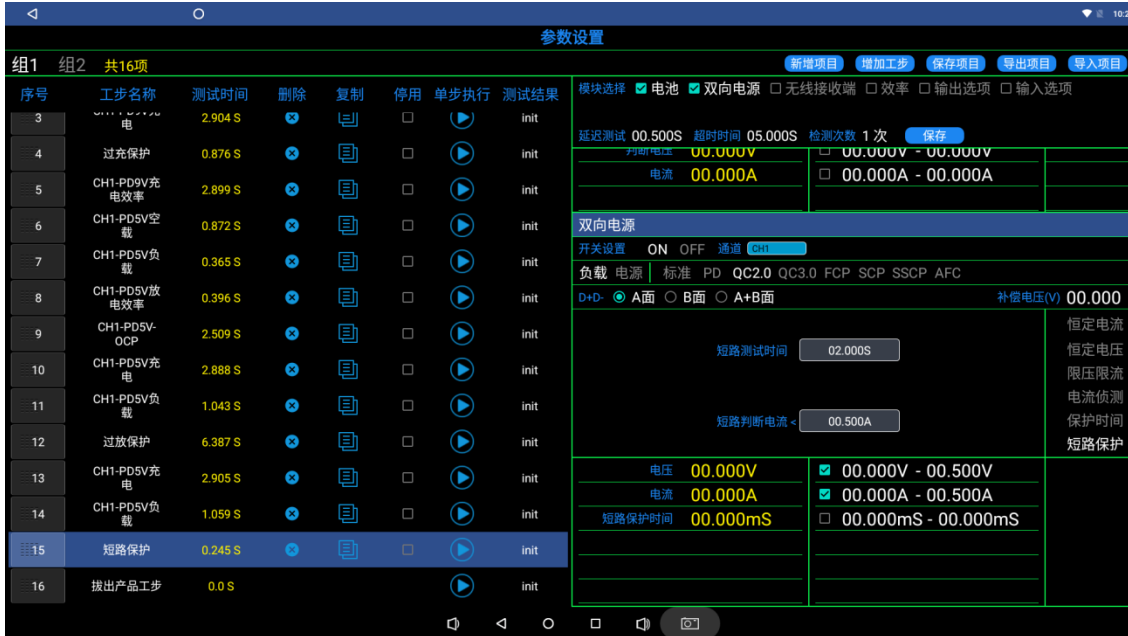 10:2
参数设置
组1 组2 共16项 新增项目 增加工步 保存项目 导出项目 导入项目
序号 工步名称 测试时间 删除 复制 停用 单步执行 测试结果
3 电 2.904 S init
4 过充保护 0.876 S init
5 CH1-PD9V充电效率 2.899 S init
6 CH1-PD5V空载 0.872 S init
7 CH1-PD5V负载 0.365 S init
8 CH1-PD5V放电效率 0.396 S init
9 CH1-PD5V-OCP 2.509 S init
10 CH1-PD5V充电 2.888 S init
11 CH1-PD5V负载 1.043 S init
12 过放保护 6.387 S init
13 CH1-PD5V充电 2.905 S init
14 CH1-PD5V负载 1.059 S init
15 短路保护 0.245 S init
16 拔出产品工步 0.0 S init
模块选择 电池 双向电源 无线接收端 效率 输出选项 输入选项
延迟测试 00.500S 超时时间 05.000S 检测次数 1 次 保存
判断电压 00.000V 00.000V - 00.000V
电流 00.000A 00.000A - 00.000A
双向电源
开关设置 ON OFF 通道 CH1
负载 电源 标准 PD QC2.0 QC3.0 FCP SCP SSCP AFC
D+D- A面 B面 A+B面 补偿电压(V) 00.000
短路测试时间 02.000S
短路判断电流 < 00.500A
恒定电流
恒定电压
限压限流
电流侦测
保护时间
短路保护
电压 00.000V 00.000V - 00.500V
电流 00.000A 00.000A - 00.500A
短路保护时间 00.000mS 00.000mS - 00.000mS